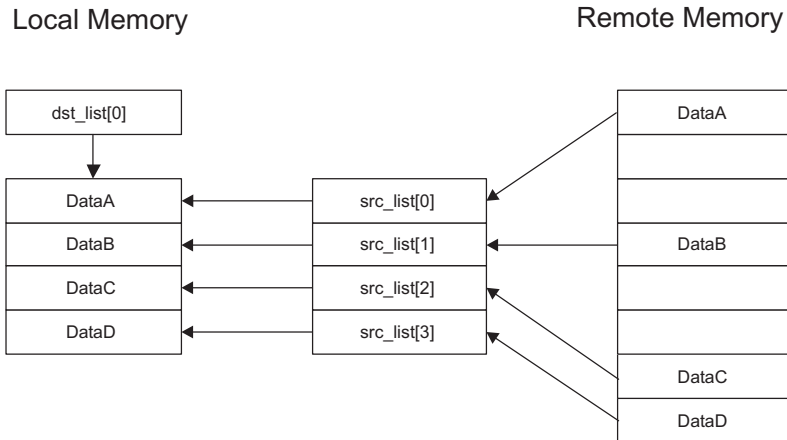 Local Memory
Remote Memory
dst_list[0]
DataA
DataB
DataC
DataD
src_list[0]
src_list[1]
src_list[2]
src_list[3]
DataA
DataB
DataC
DataD